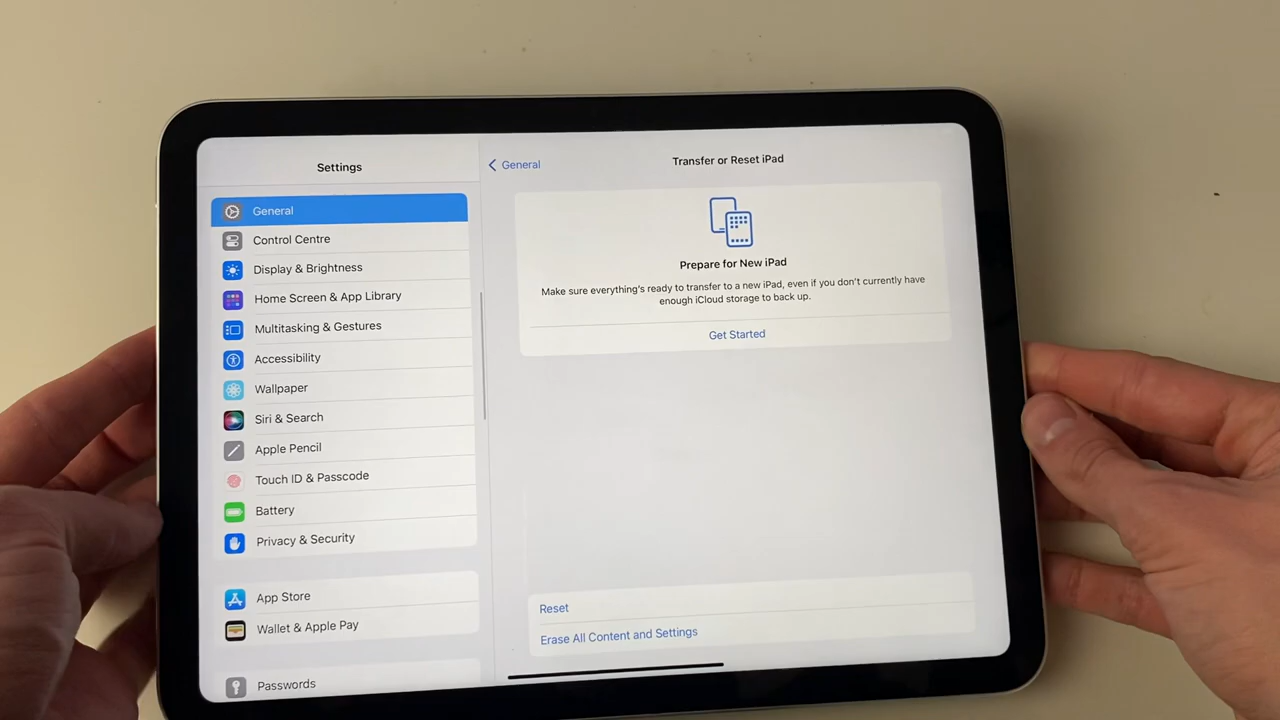 Settings
General
Control Centre
Display & Brightness
Home Screen & App Library
Multitasking & Gestures
Accessibility
Wallpaper
Siri & Search
Apple Pencil
Touch ID & Passcode
Battery
Privacy & Security
App Store
Wallet & Apple Pay
Passwords
General
Transfer or Reset iPad
Prepare for New iPad
Make sure everything's ready to transfer to a new iPad, even if you don't currently have
enough iCloud storage to back up.
Get Started
Reset
Erase All Content and Settings